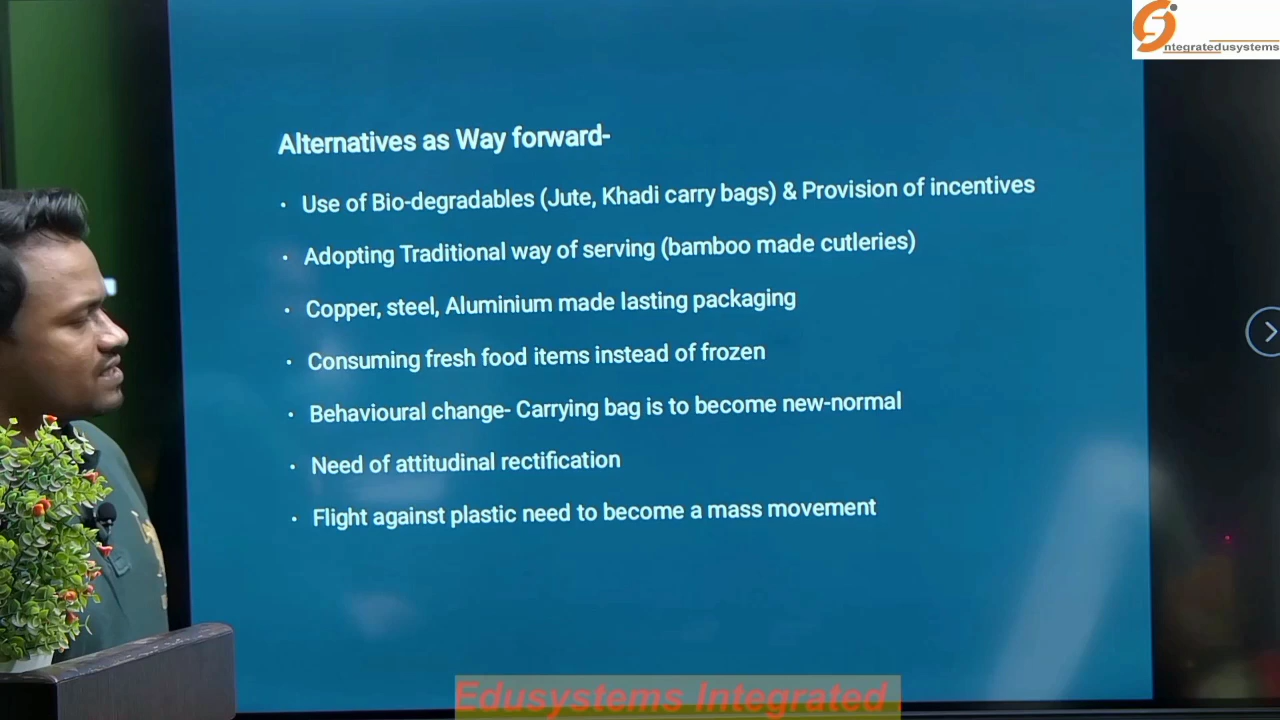 ntegratedusystems
Alternatives as Way forward-
• Use of Bio-degradables (Jute, Khadi carry bags) & Provision of incentives
• Adopting Traditional way of serving (bamboo made cutleries)
• Copper, steel, Aluminium made lasting packaging
• Consuming fresh food items instead of frozen
• Behavioural change- Carrying bag is to become new-normal
• Need of attitudinal rectification
• Flight against plastic need to become a mass movement
Edusystems Integrated